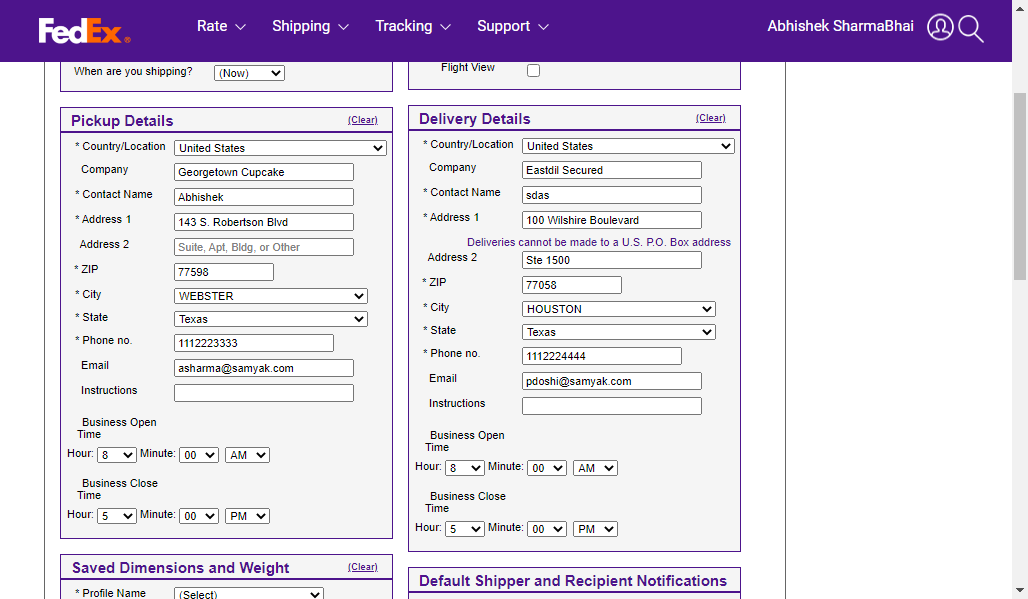 FedEx®
Rate
Shipping
Tracking
Support
Abhishek SharmaBhai
When are you shipping? (Now)
Flight View
Pickup Details (Clear)
* Country/Location United States
Company Georgetown Cupcake
* Contact Name Abhishek
* Address 1 143 S. Robertson Blvd
Address 2 Suite, Apt, Bldg, or Other
* ZIP 77598
* City WEBSTER
* State Texas
* Phone no. 1112223333
Email asharma@samyak.com
Instructions
Business Open
Time
Hour: 8 Minute: 00 AM
Business Close
Time
Hour: 5 Minute: 00 PM
Delivery Details (Clear)
* Country/Location United States
Company Eastdil Secured
* Contact Name sdas
* Address 1 100 Wilshire Boulevard
Deliveries cannot be made to a U.S. P.O. Box address
Address 2 Ste 1500
* ZIP 77058
* City HOUSTON
* State Texas
* Phone no. 1112224444
Email pdoshi@samyak.com
Instructions
Business Open
Time
Hour: 8 Minute: 00 AM
Business Close
Time
Hour: 5 Minute: 00 PM
Saved Dimensions and Weight (Clear)
* Profile Name (Select)
Default Shipper and Recipient Notifications